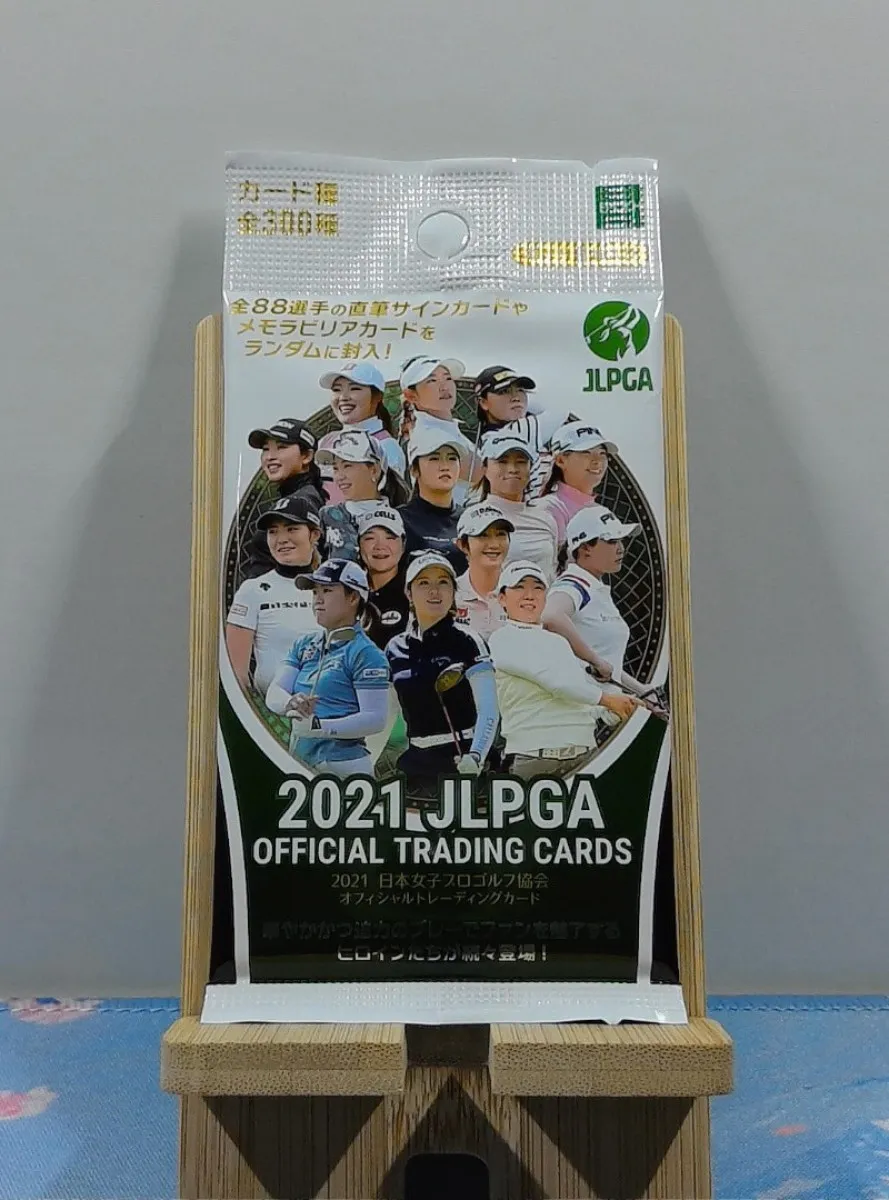 カード種
全300種
全88選手の直筆サインカードや
メモラビリアカードを
ランダムに封入!
JLPGA
PING
PING
2021 JLPGA
OFFICIAL TRADING CARDS
2021 日本女子プロゴルフ協会
オフィシャルトレーディングカード
華やかかつ迫力のプレーでファンを魅了する
ヒロインたちが続々登場!